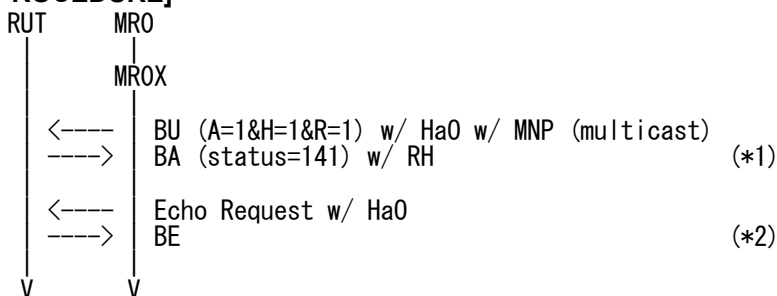 ROCEDURE]
RUT MR0
MR0X
<---- BU (A=1&H=1&R=1) w/ HaO w/ MNP (multicast)
----> BA (status=141) w/ RH (*1)
<---- Echo Request w/ HaO
----> BE (*2)
V V